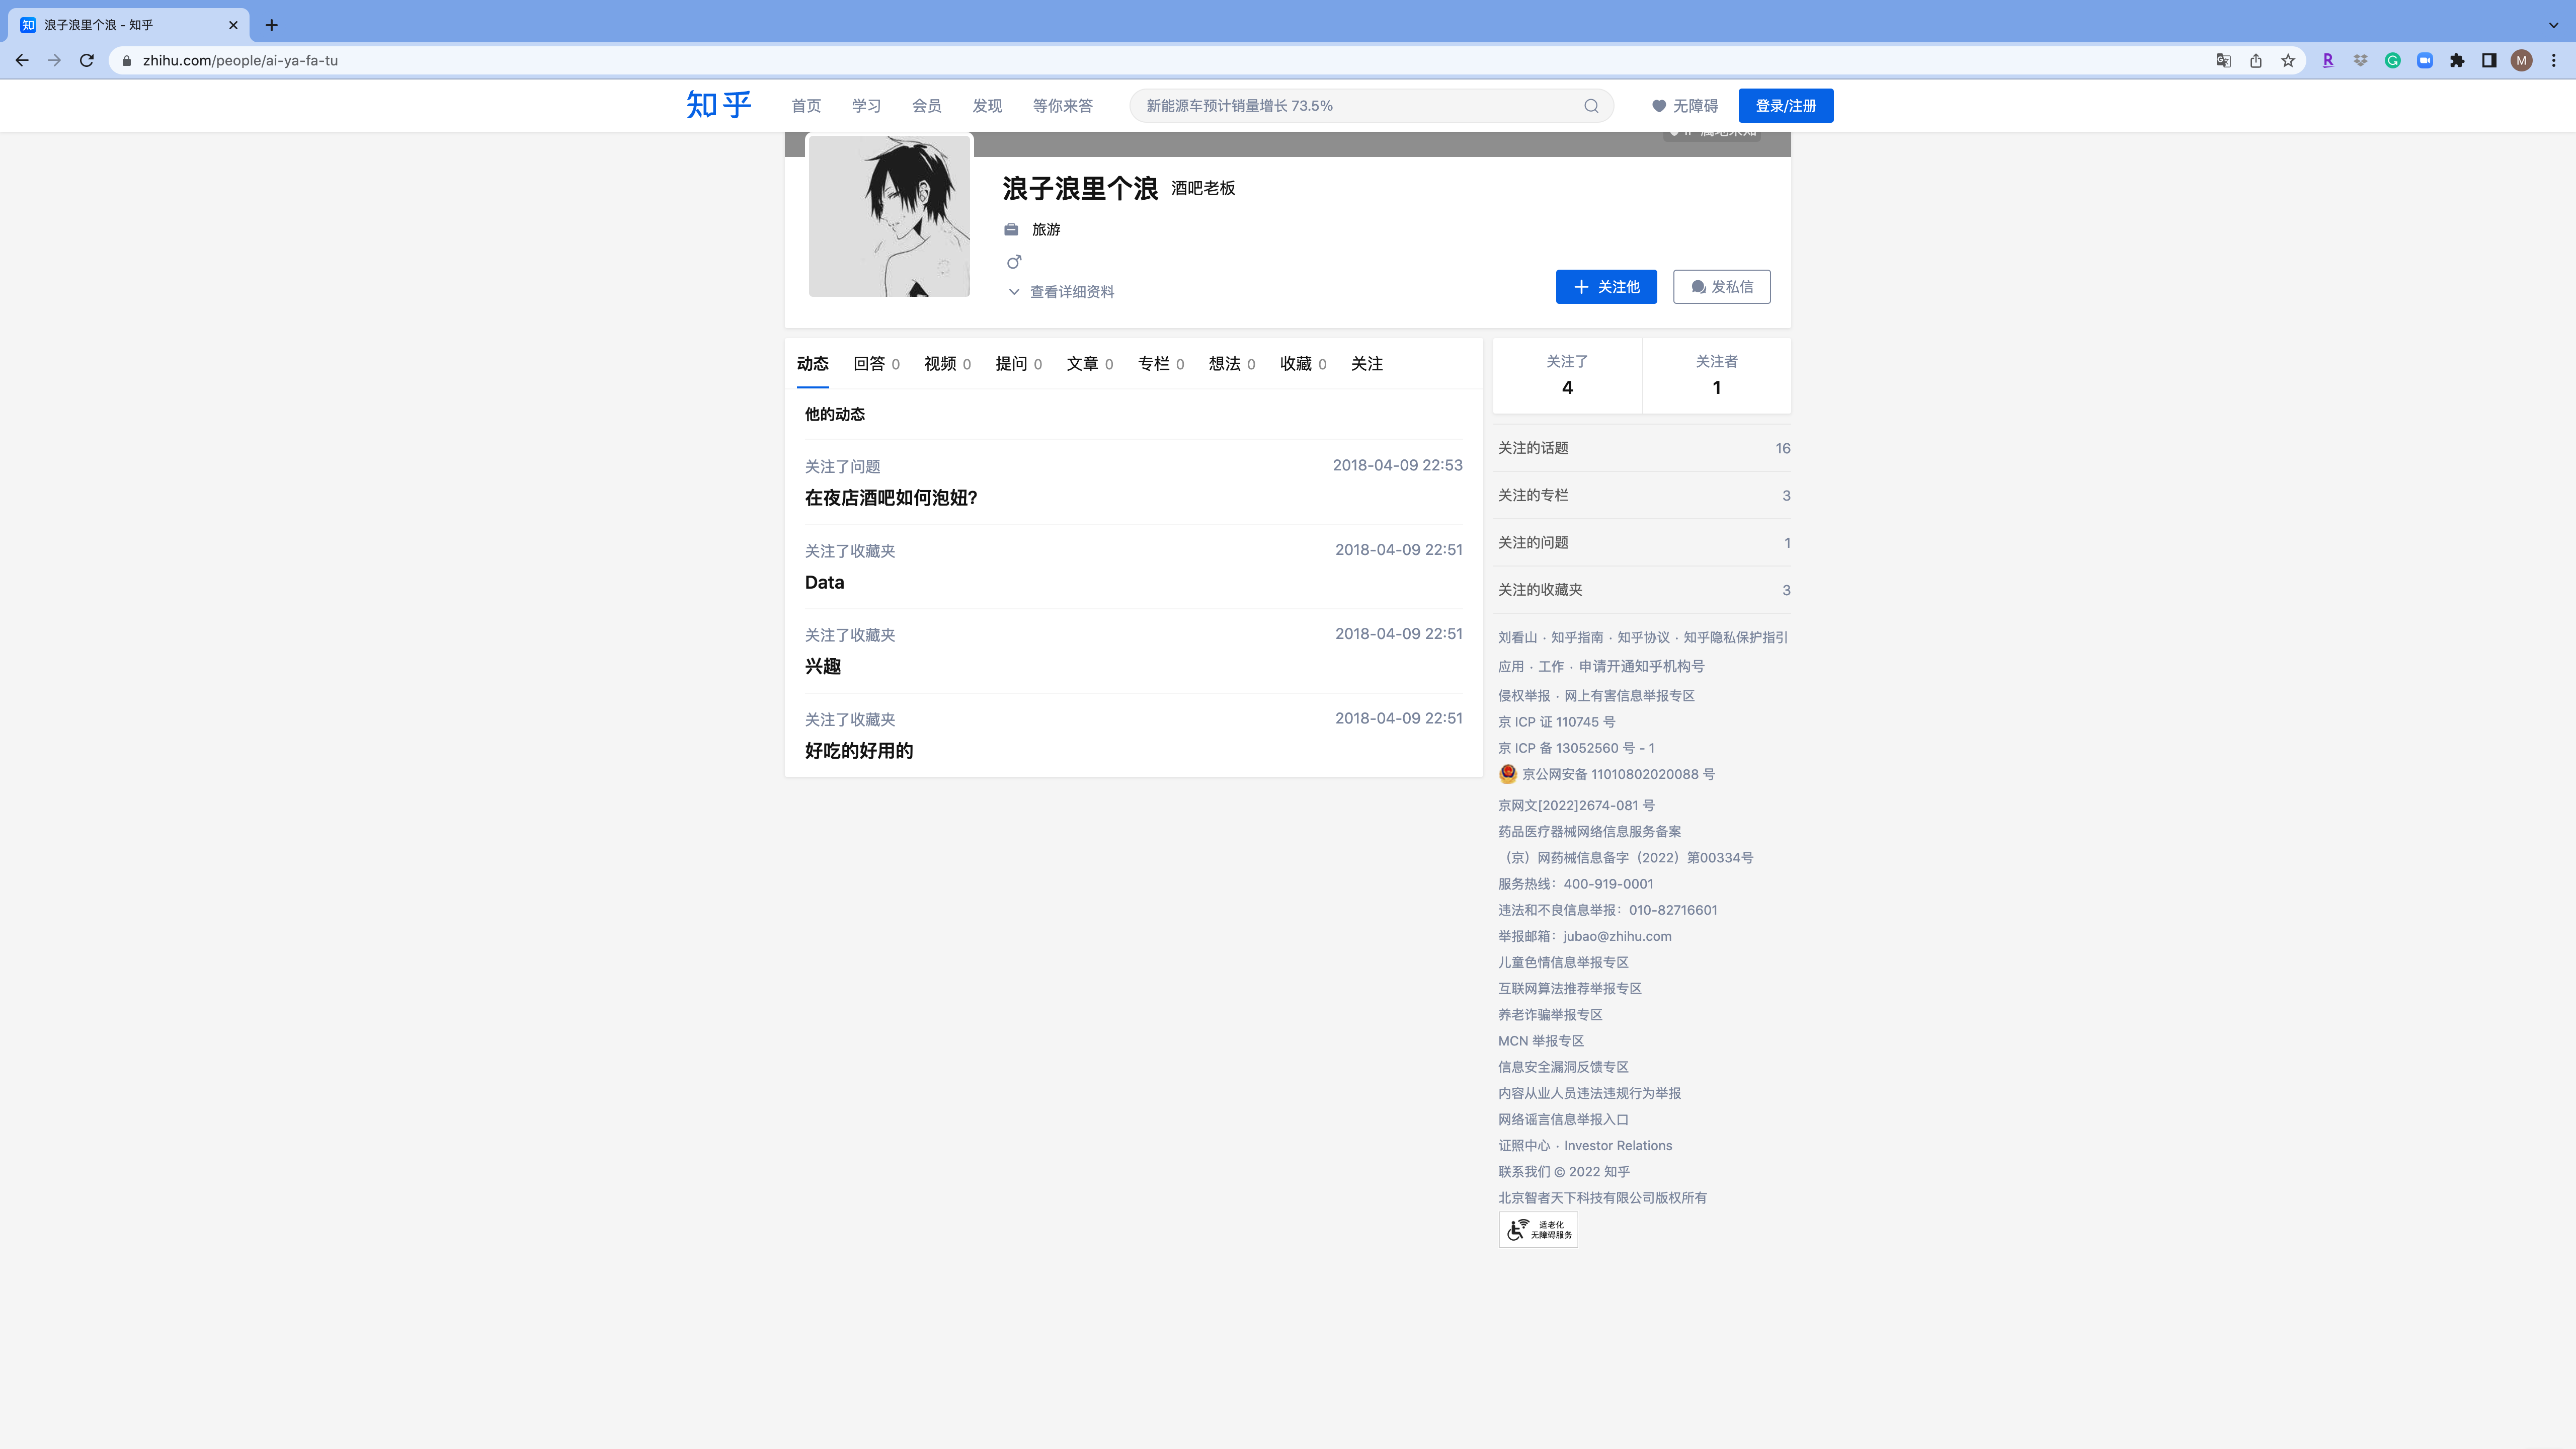 浪子浪里个浪 - 知乎
zhihu.com/people/ai-ya-fa-tu
M
知乎 首页 学习 会员 发现 等你来答 新能源车预计销量增长 73.5% 无障碍 登录/注册
浪子浪里个浪 酒吧老板
旅游
查看详细资料
关注他 发私信
动态 回答 0 视频 0 提问 0 文章 0 专栏 0 想法 0 收藏 0 关注
他的动态
关注了问题 2018-04-09 22:53
在夜店酒吧如何泡妞?
关注了收藏夹 2018-04-09 22:51
Data
关注了收藏夹 2018-04-09 22:51
兴趣
关注了收藏夹 2018-04-09 22:51
好吃的好用的
关注了 关注者
4 1
关注的话题 16
关注的专栏 3
关注的问题 1
关注的收藏夹 3
刘看山 · 知乎指南 · 知乎协议 · 知乎隐私保护指引
应用 · 工作 · 申请开通知乎机构号
侵权举报 · 网上有害信息举报专区
京 ICP 证 110745 号
京 ICP 备 13052560 号 - 1
京公网安备 11010802020088 号
京网文[2022]2674-081 号
药品医疗器械网络信息服务备案
（京）网药械信息备字（2022）第00334号
服务热线：400-919-0001
违法和不良信息举报：010-82716601
举报邮箱：jubao@zhihu.com
儿童色情信息举报专区
互联网算法推荐举报专区
养老诈骗举报专区
MCN 举报专区
信息安全漏洞反馈专区
内容从业人员违法违规行为举报
网络谣言信息举报入口
证照中心 · Investor Relations
联系我们 © 2022 知乎
北京智者天下科技有限公司版权所有
适老化
无障碍服务